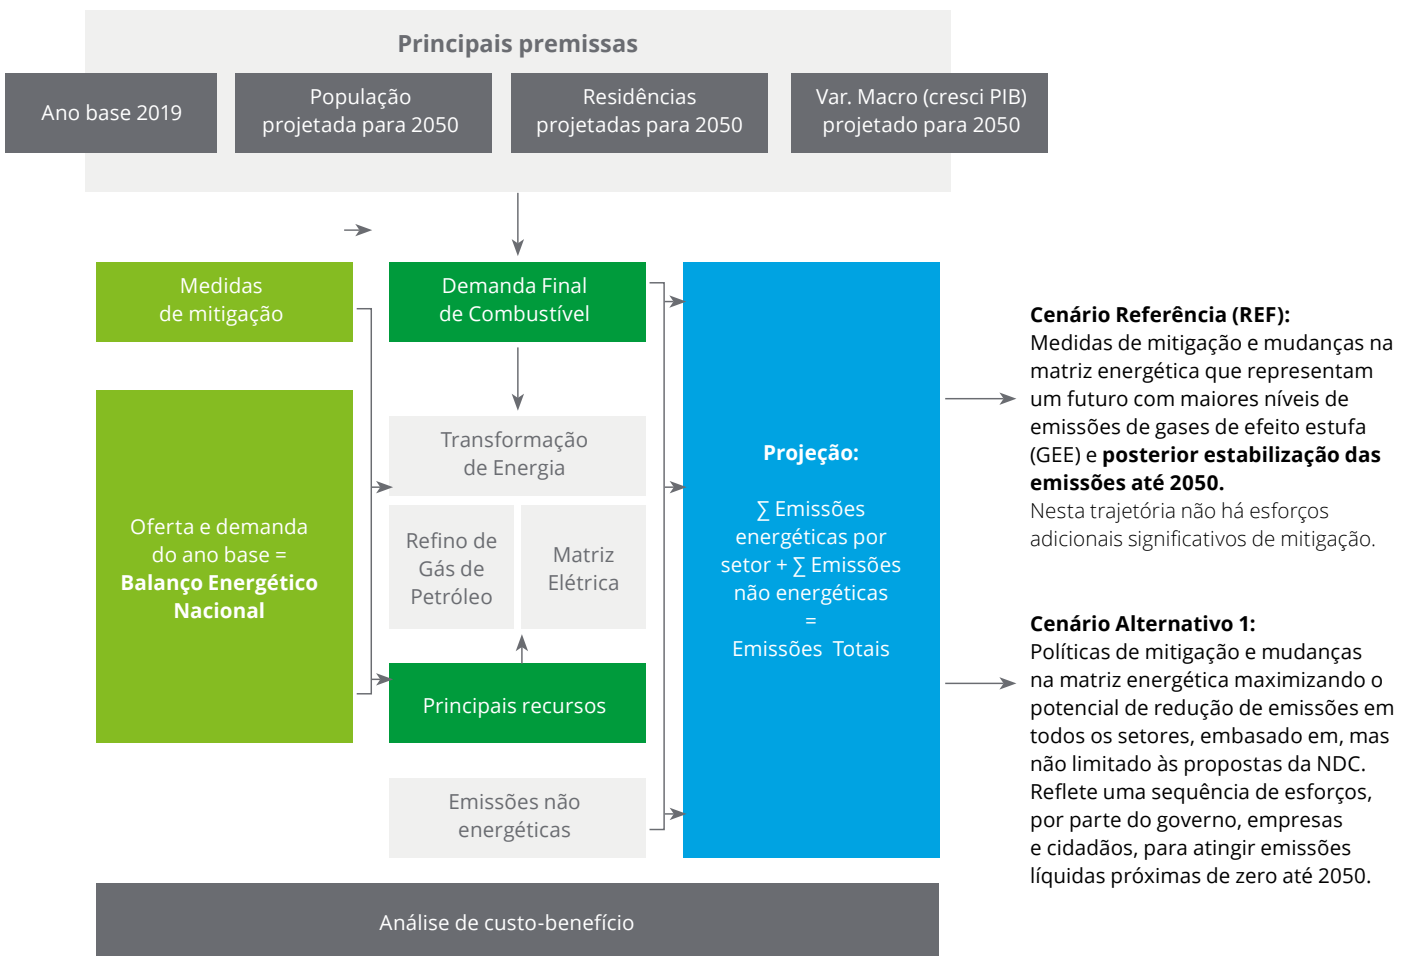 Principais premissas
Ano base 2019
População
projetada para 2050
Residências
projetadas para 2050
Var. Macro (cresci PIB)
projetado para 2050
Medidas
de mitigação
Oferta e demanda
do ano base =
Balanço Energético
Nacional
Demanda Final
de Combustível
Transformação
de Energia
Refino de
Gás de
Petróleo
Matriz
Elétrica
Principais recursos
Emissões não
energéticas
Projeção:
∑ Emissões
energéticas por
setor + ∑ Emissões
não energéticas
=
Emissões Totais
Cenário Referência (REF):
Medidas de mitigação e mudanças na
matriz energética que representam
um futuro com maiores níveis de
emissões de gases de efeito estufa
(GEE) e posterior estabilização das
emissões até 2050.
Nesta trajetória não há esforços
adicionais significativos de mitigação.
Cenário Alternativo 1:
Políticas de mitigação e mudanças
na matriz energética maximizando o
potencial de redução de emissões em
todos os setores, embasado em, mas
não limitado às propostas da NDC.
Reflete uma sequência de esforços,
por parte do governo, empresas
e cidadãos, para atingir emissões
líquidas próximas de zero até 2050.
Análise de custo-benefício